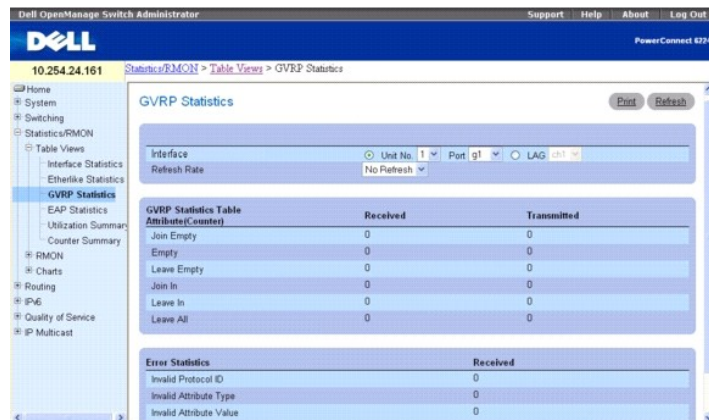 Dell OpenManage Switch Administrator
Support Help About Log Out
DELL
PowerConnect 6224
10.254.24.161
Statistics/RMON > Table Views > GVRP Statistics
Home
System
Switching
Statistics/RMON
Table Views
Interface Statistics
Etherlike Statistics
GVRP Statistics
EAP Statistics
Utilization Summary
Counter Summary
RMON
Charts
Routing
IPv6
Quality of Service
IP Multicast
GVRP Statistics
Print Refresh
Interface Unit No. 1 Port g1 LAG ch1
Refresh Rate No Refresh
GVRP Statistics Table
Attribute(Counter) Received Transmitted
Join Empty 0 0
Empty 0 0
Leave Empty 0 0
Join In 0 0
Leave In 0 0
Leave All 0 0
Error Statistics Received
Invalid Protocol ID 0
Invalid Attribute Type 0
Invalid Attribute Value 0